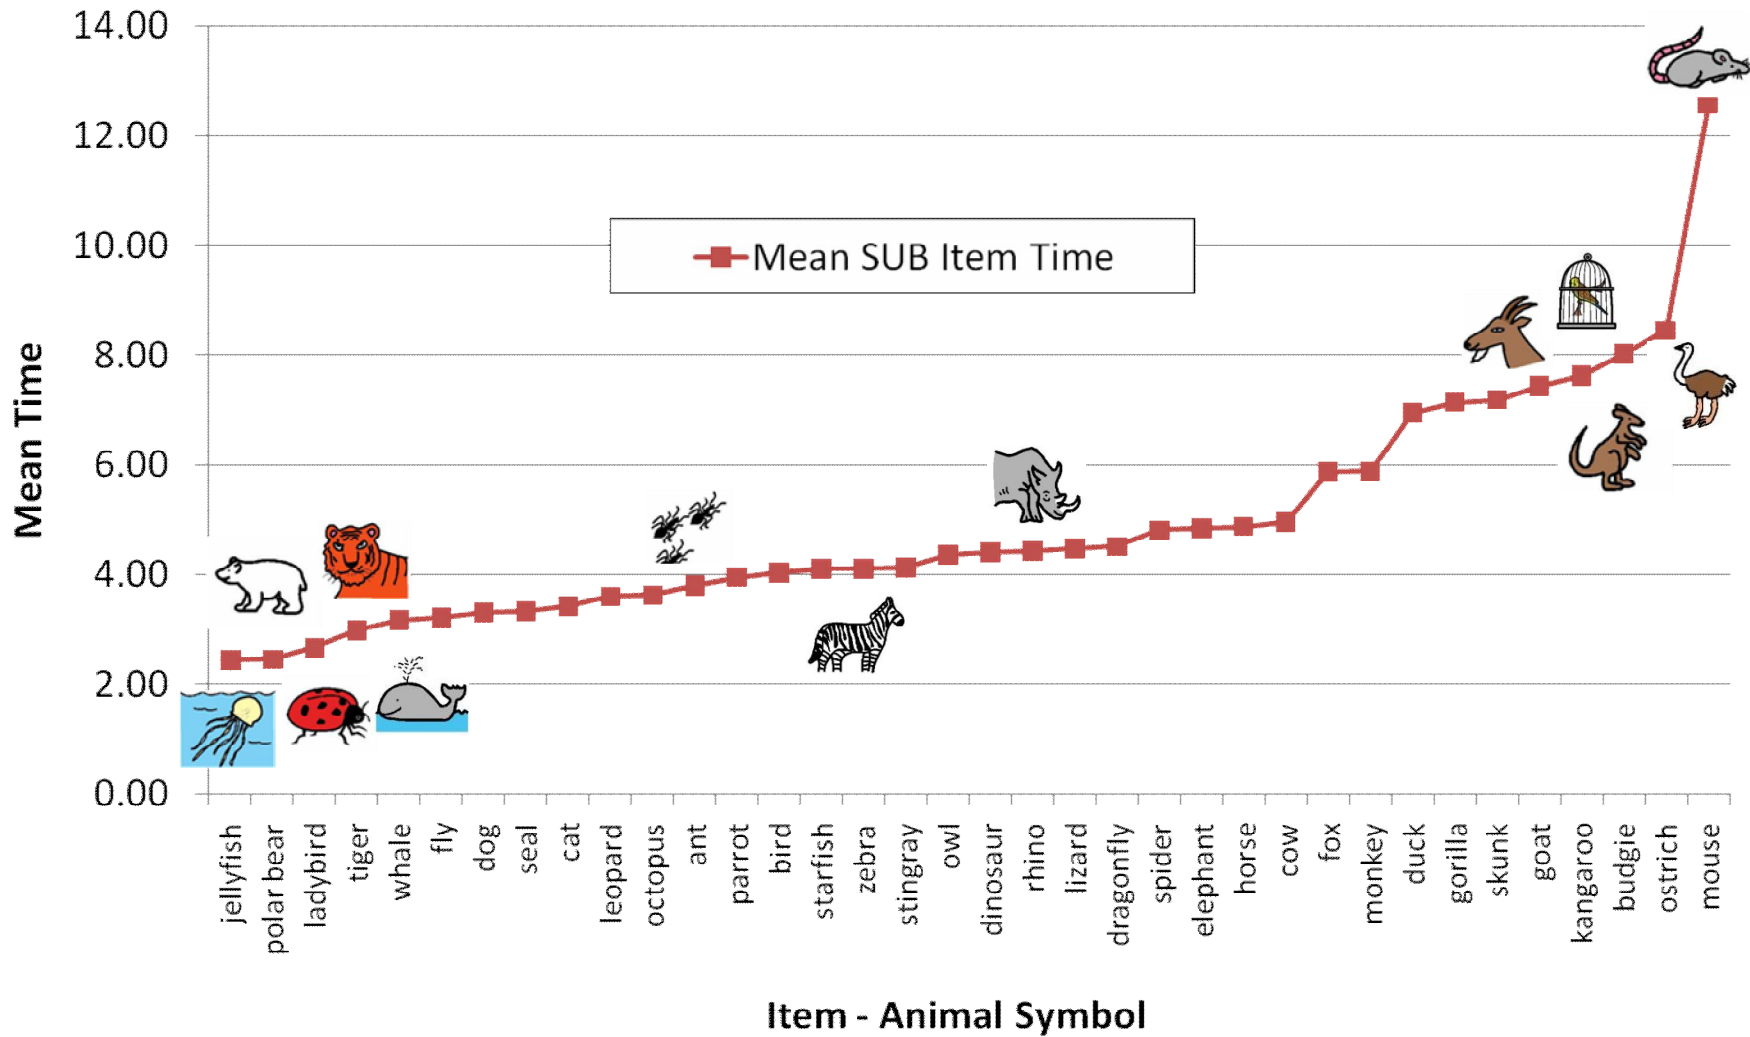 14.00
12.00
10.00
8.00
6.00
4.00
2.00
0.00
Mean Time
Mean SUB Item Time
jellyfish
polar bear
ladybird
tiger
whale
fly
dog
seal
cat
leopard
octopus
ant
parrot
bird
starfish
zebra
stingray
owl
dinosaur
rhino
lizard
dragonfly
spider
elephant
horse
cow
fox
monkey
duck
gorilla
skunk
goat
kangaroo
budgie
ostrich
mouse
Item - Animal Symbol